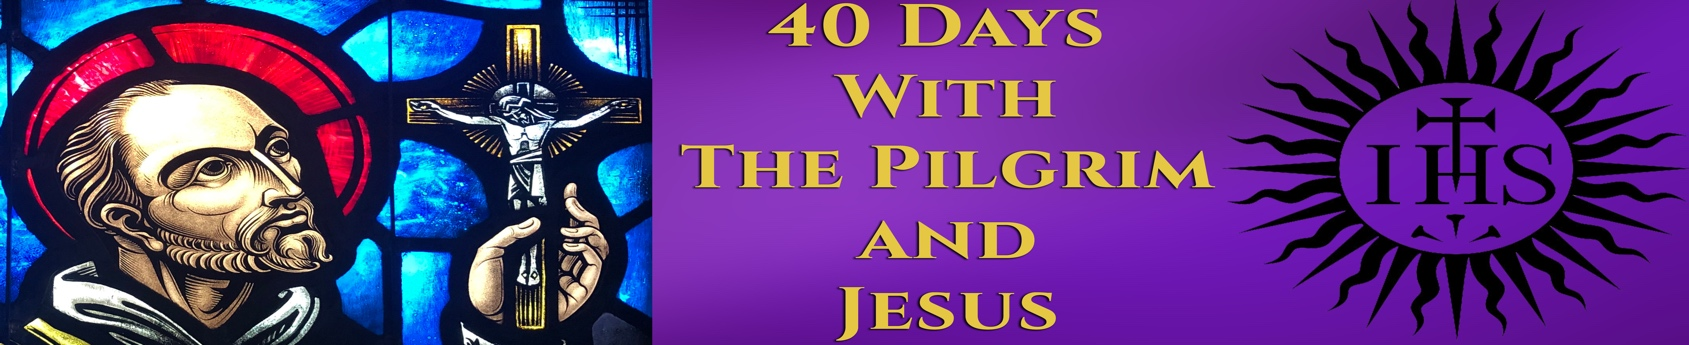 40 Days
With
The Pilgrim
and
Jesus
IHS